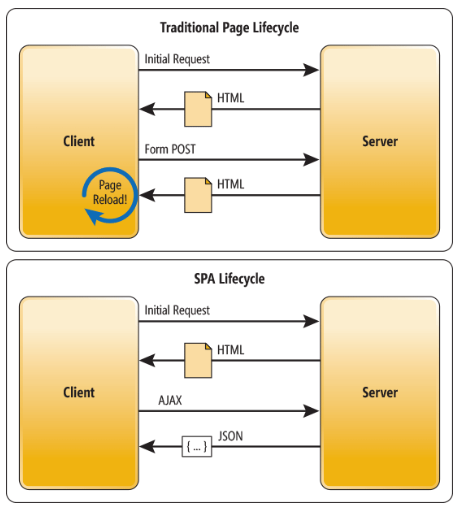 Traditional Page Lifecycle
Initial Request
HTML
Client
Server
Form POST
HTML
Page
Reload!
SPA Lifecycle
Initial Request
HTML
Client
Server
AJAX
JSON
{ ... }